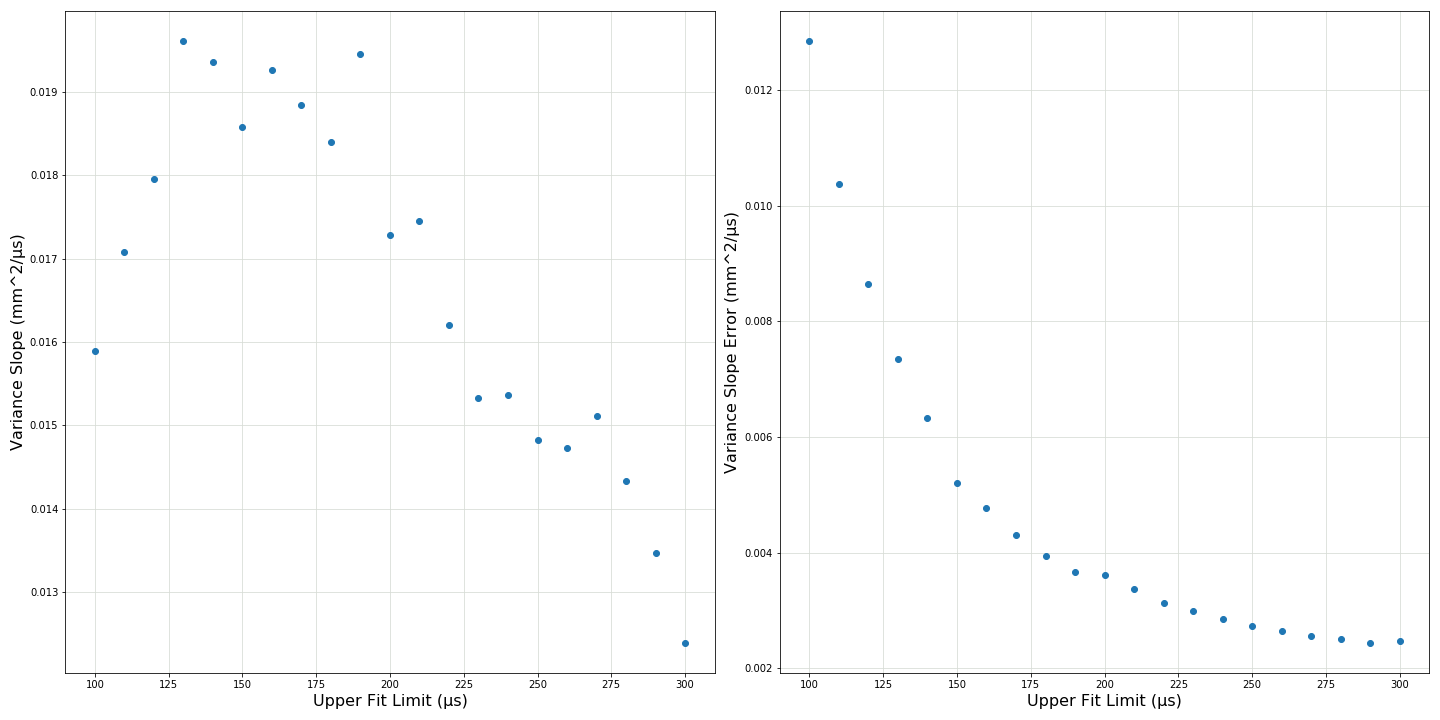 Variance Slope (mm^2/μs)
0.019
0.018
0.017
0.016
0.015
0.014
0.013
100 125 150 175 200 225 250 275 300
Upper Fit Limit (μs)
Variance Slope Error (mm^2/μs)
0.012
0.010
0.008
0.006
0.004
0.002
100 125 150 175 200 225 250 275 300
Upper Fit Limit (μs)